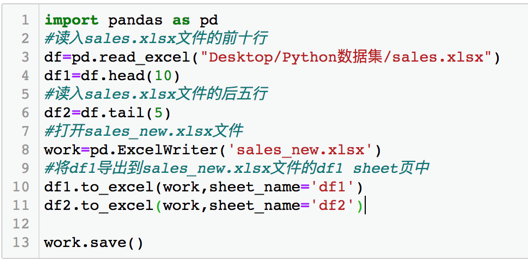 1 import pandas as pd
2 #读入sales.xlsx文件的前十行
3 df=pd.read_excel("Desktop/Python数据集/sales.xlsx")
4 df1=df.head(10)
5 #读入sales.xlsx文件的后五行
6 df2=df.tail(5)
7 #打开sales_new.xlsx文件
8 work=pd.ExcelWriter('sales_new.xlsx')
9 #将df1导出到sales_new.xlsx文件的df1 sheet页中
10 df1.to_excel(work,sheet_name='df1')
11 df2.to_excel(work,sheet_name='df2')
12
13 work.save()